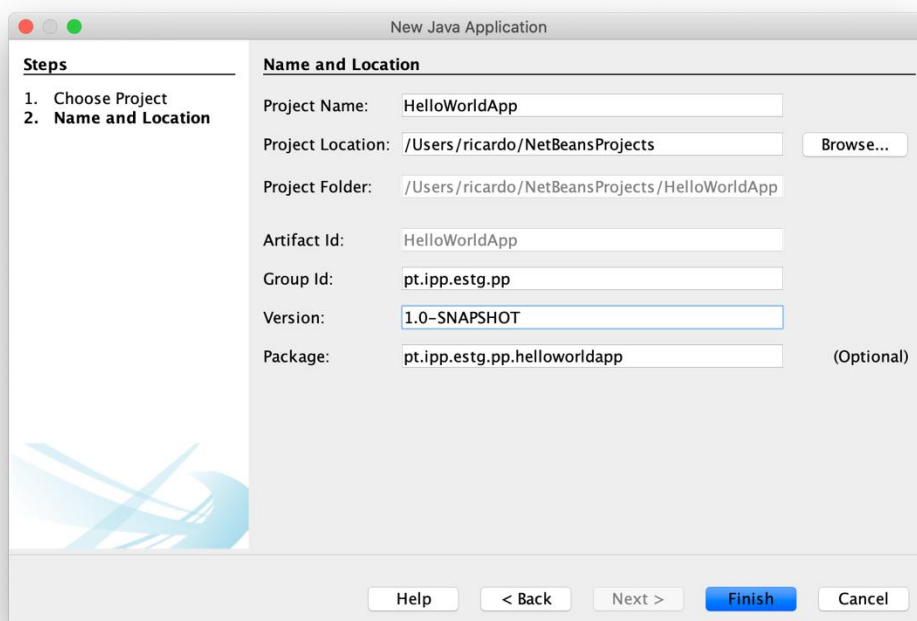 New Java Application
Steps
1. Choose Project
2. Name and Location
Name and Location
Project Name: HelloWorldApp
Project Location: /Users/ricardo/NetBeansProjects Browse...
Project Folder: /Users/ricardo/NetBeansProjects/HelloWorldApp
Artifact Id: HelloWorldApp
Group Id: pt.ipp.estg.pp
Version: 1.0-SNAPSHOT
Package: pt.ipp.estg.pp.helloworldapp (Optional)
Help < Back Next > Finish Cancel